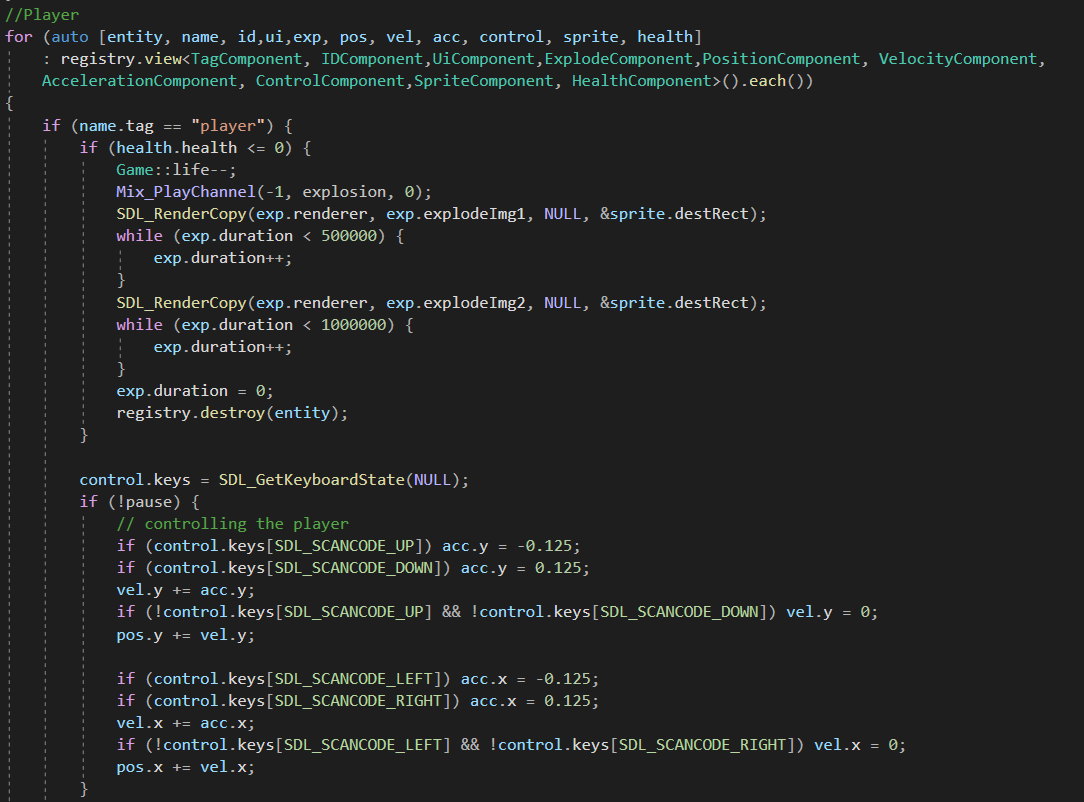 //Player
for (auto [entity, name, id,ui,exp, pos, vel, acc, control, sprite, health]
: registry.view<TagComponent, IDComponent,UiComponent,ExplodeComponent,PositionComponent, VelocityComponent,
AccelerationComponent, ControlComponent,SpriteComponent, HealthComponent>().each())
{
if (name.tag == "player") {
if (health.health <= 0) {
Game::life--;
Mix_PlayChannel(-1, explosion, 0);
SDL_RenderCopy(exp.renderer, exp.explodeImg1, NULL, &sprite.destRect);
while (exp.duration < 500000) {
exp.duration++;
}
SDL_RenderCopy(exp.renderer, exp.explodeImg2, NULL, &sprite.destRect);
while (exp.duration < 1000000) {
exp.duration++;
}
exp.duration = 0;
registry.destroy(entity);
}
control.keys = SDL_GetKeyboardState(NULL);
if (!pause) {
// controlling the player
if (control.keys[SDL_SCANCODE_UP]) acc.y = -0.125;
if (control.keys[SDL_SCANCODE_DOWN]) acc.y = 0.125;
vel.y += acc.y;
if (!control.keys[SDL_SCANCODE_UP] && !control.keys[SDL_SCANCODE_DOWN]) vel.y = 0;
pos.y += vel.y;
if (control.keys[SDL_SCANCODE_LEFT]) acc.x = -0.125;
if (control.keys[SDL_SCANCODE_RIGHT]) acc.x = 0.125;
vel.x += acc.x;
if (!control.keys[SDL_SCANCODE_LEFT] && !control.keys[SDL_SCANCODE_RIGHT]) vel.x = 0;
pos.x += vel.x;
}